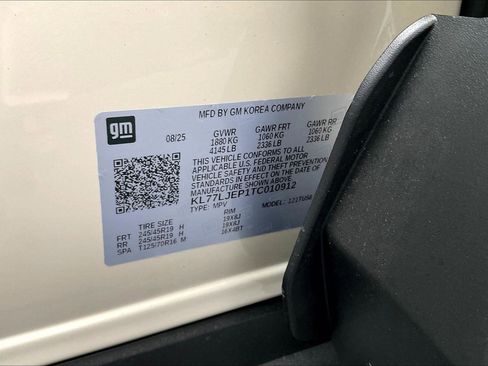 gm
MFD BY GM KOREA COMPANY
08/25 GVWR GAWR FRT GAWR RR
1880 KG 1060 KG 1060 KG
4145 LB 2336 LB 2336 LB
THIS VEHICLE CONFORMS TO ALL
APPLICABLE U.S. FEDERAL MOTOR
VEHICLE SAFETY AND THEFT PREVENTION
STANDARDS IN EFFECT ON THE DATE OF
MANUFACTURE SHOWN ABOVE.
KL77LJEP1TC010912
TYPE: MPV MODEL: 1TU58
TIRE SIZE RIM
FRT 245/45R19 H 19X8J
RR 245/45R19 H 19X8J
SPA T125/70R16 M 16X4BT